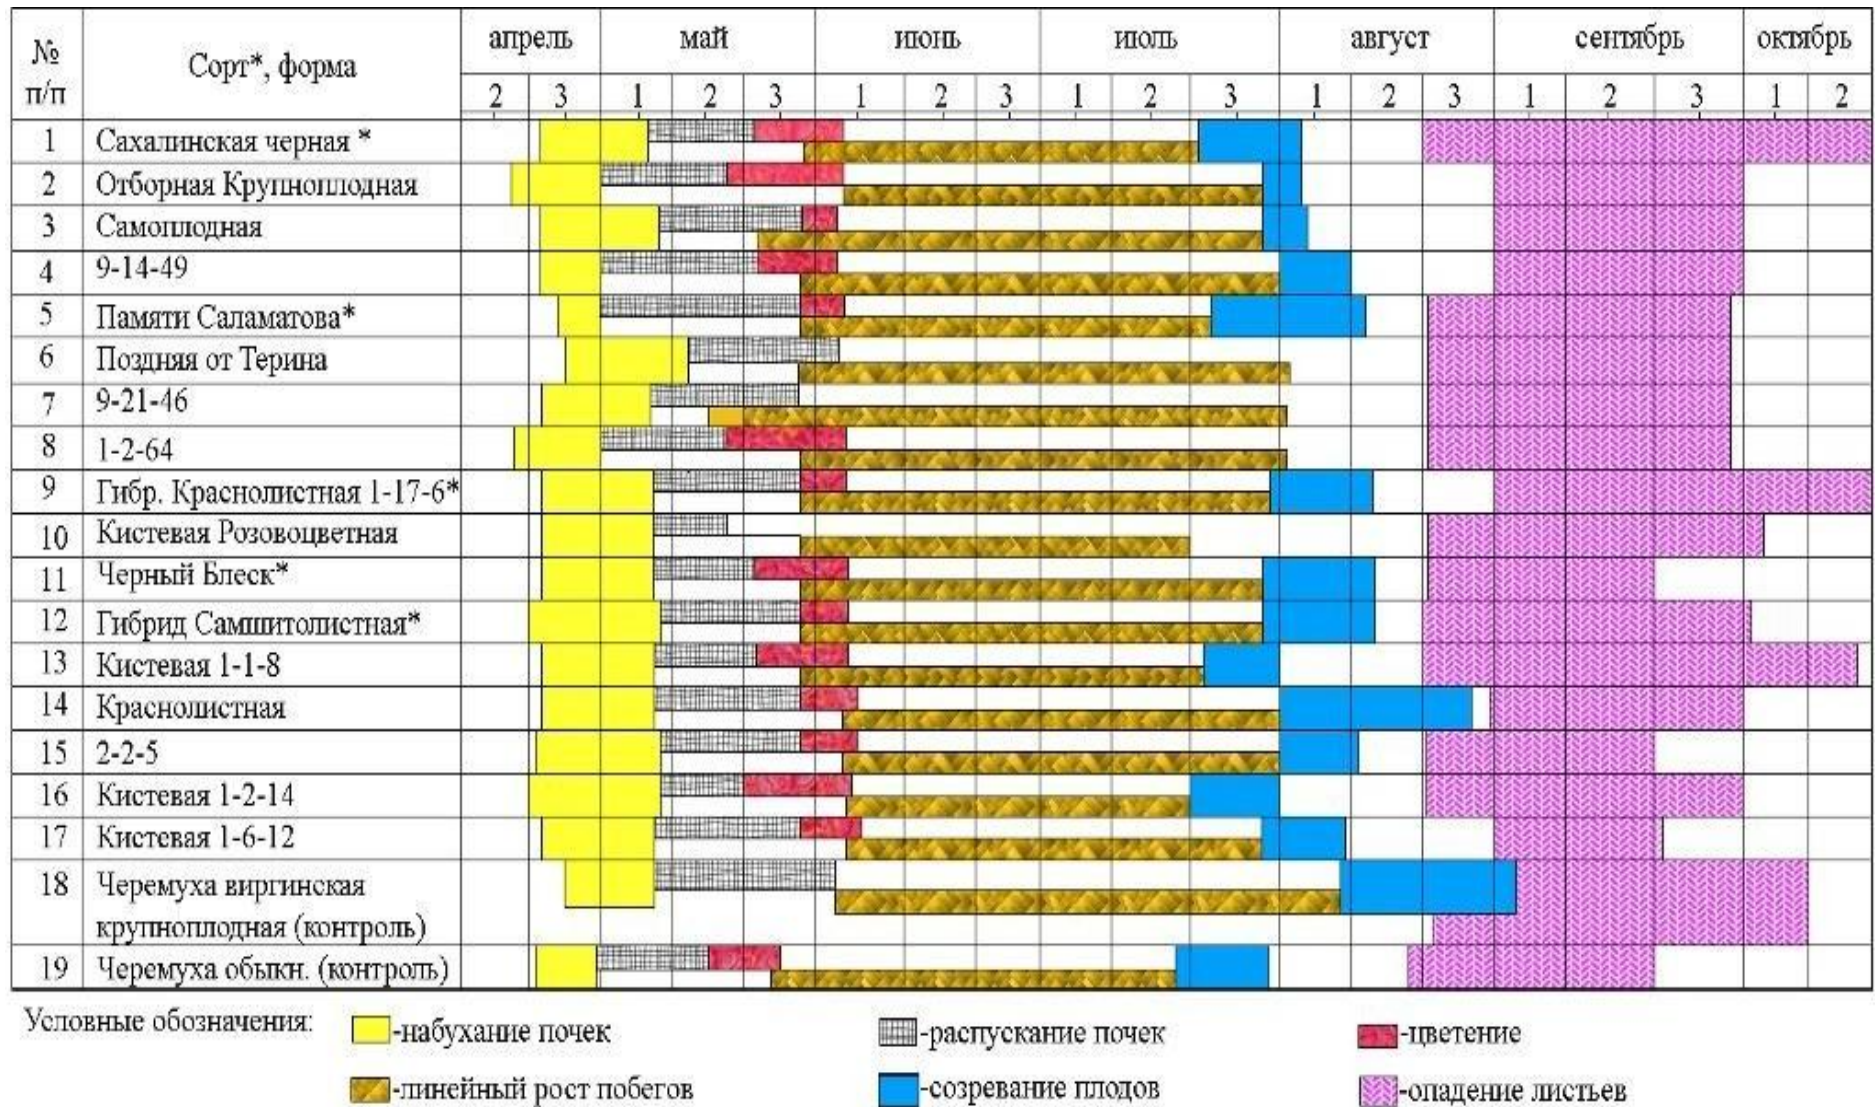 № п/п Сорт*, форма апрель май июнь июль август сентябрь октябрь
2 3 1 2 3 1 2 3 1 2 3 1 2 3 1 2 3 1 2
1 Сахалинская черная *
2 Отборная Крупноплодная
3 Самоплодная
4 9-14-49
5 Памяти Саламатова*
6 Поздняя от Терина
7 9-21-46
8 1-2-64
9 Гибр. Краснолистная 1-17-6*
10 Кистевая Розовоцветная
11 Черный Блеск*
12 Гибрид Самшитолистная*
13 Кистевая 1-1-8
14 Краснолистная
15 2-2-5
16 Кистевая 1-2-14
17 Кистевая 1-6-12
18 Черемуха виргинская
крупноплодная (контроль)
19 Черемуха обыкн. (контроль)
Условные обозначения: -набухание почек -распускание почек -цветение
-линейный рост побегов -созревание плодов -опадение листьев